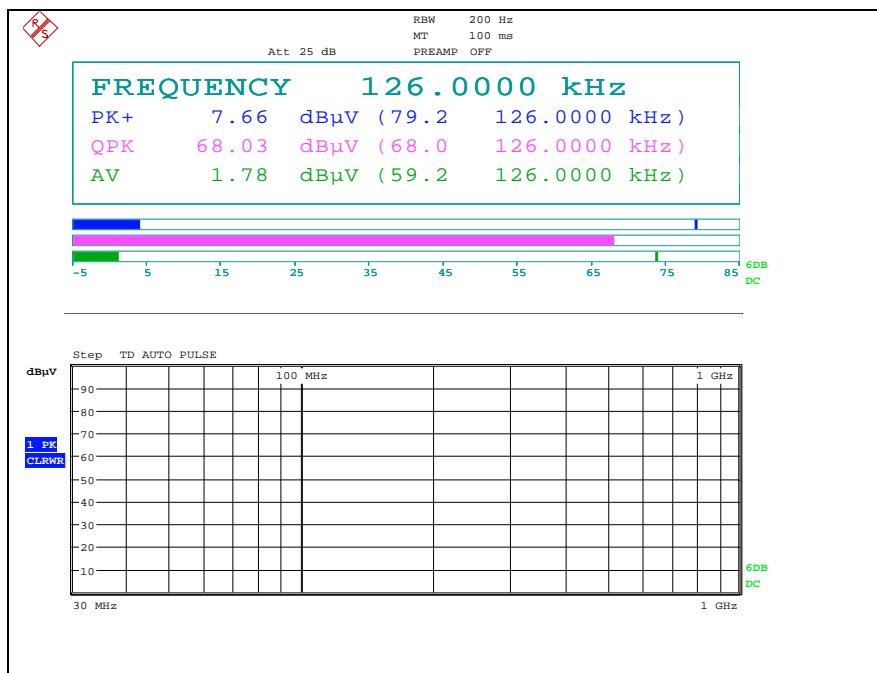 R
S
RBW 200 Hz
MT 100 ms
Att 25 dB PREAMP OFF
FREQUENCY 126.0000 kHz
PK+ 7.66 dBµV (79.2 126.0000 kHz)
QPK 68.03 dBµV (68.0 126.0000 kHz)
AV 1.78 dBµV (59.2 126.0000 kHz)
-5 5 15 25 35 45 55 65 75 85
6DB
DC
Step TD AUTO PULSE
dBµV
100 MHz 1 GHz
90
80
70
1 PK
CLRWR
60
50
40
30
20
10
6DB
DC
30 MHz 1 GHz